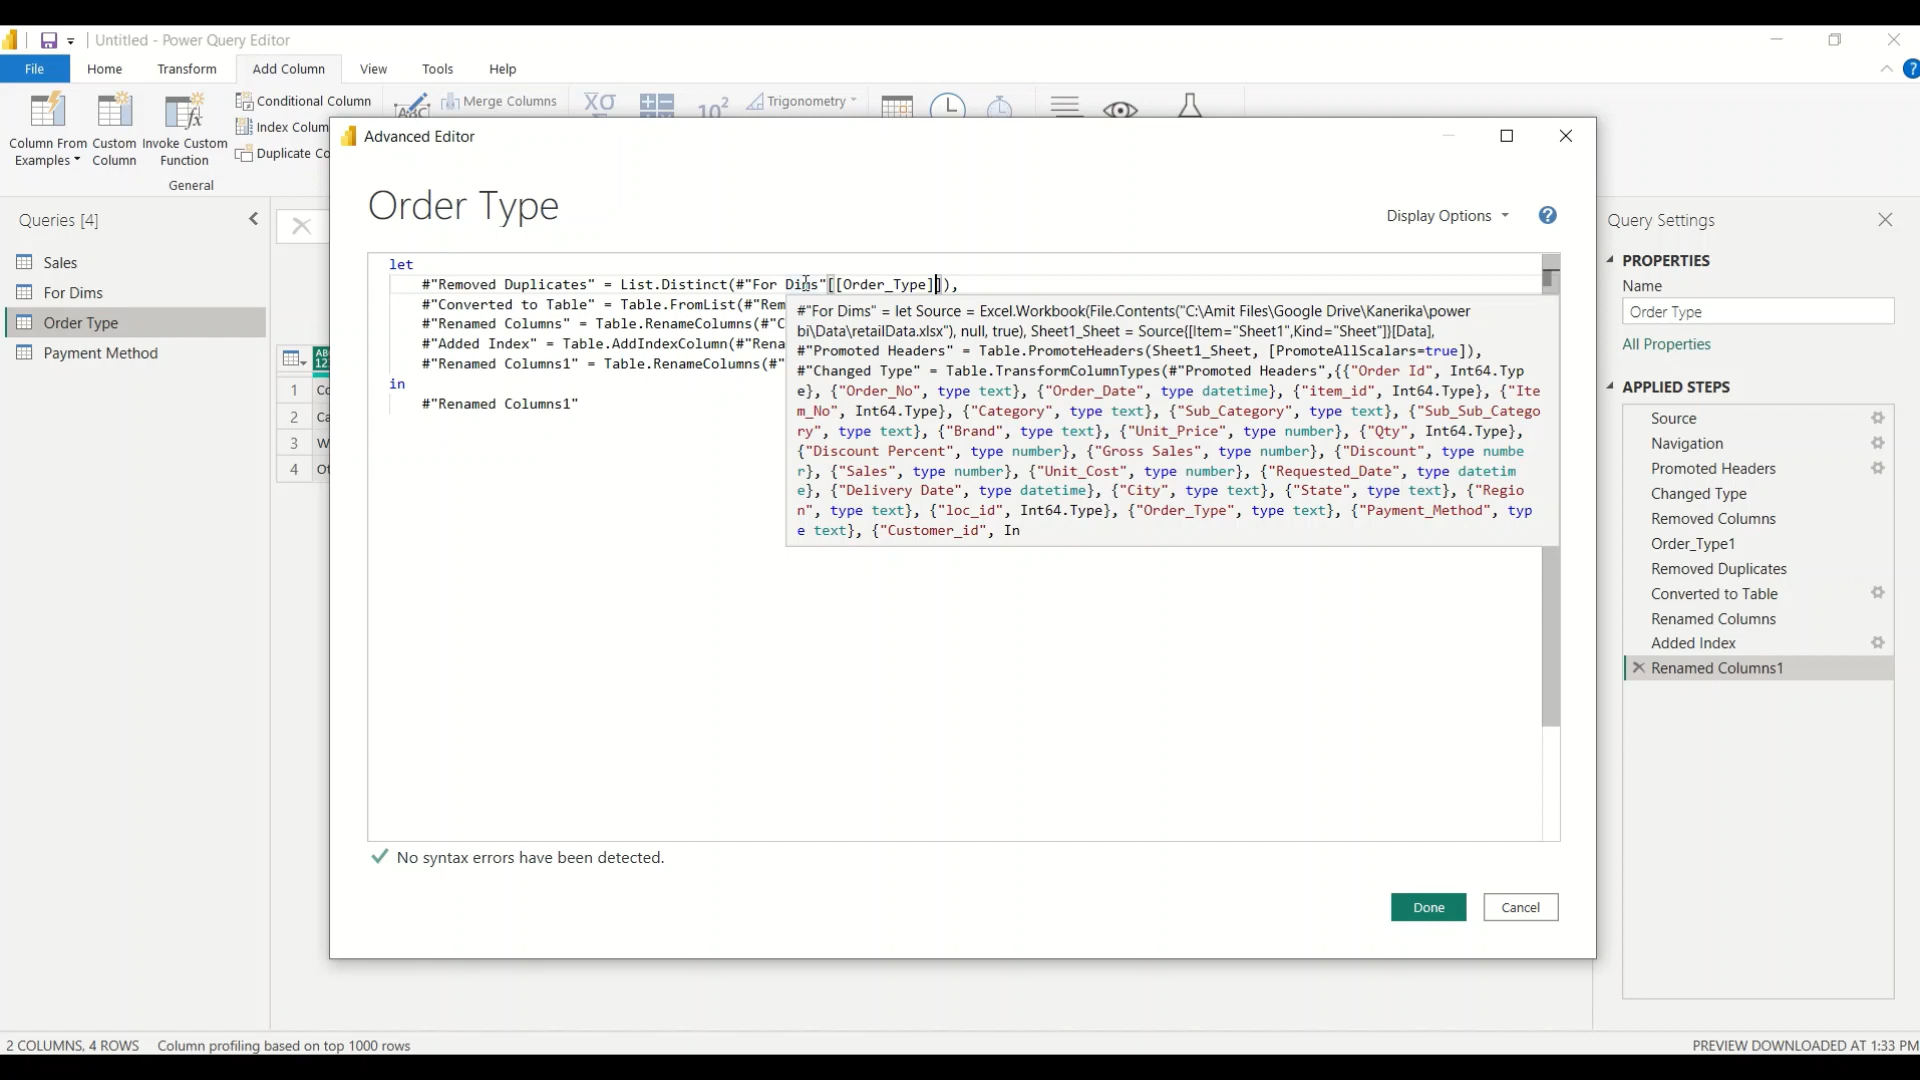 Untitled - Power Query Editor
File Home Transform Add Column View Tools Help
Column From Examples
Custom Column
Invoke Custom Function
Conditional Column
Index Colum
Duplicate Co
General
ABC
Merge Columns
Χσ
10²
Trigonometry
Queries [4]
Sales
For Dims
Order Type
Payment Method
ABC
123
1 Co
2 Ca
3 W
4 Ot
Advanced Editor
Order Type
Display Options
?
let
#"Removed Duplicates" = List.Distinct(#"For Dims"[[Order_Type]]),
#"Converted to Table" = Table.FromList(#"Rem
#"Renamed Columns" = Table.RenameColumns(#"C
#"Added Index" = Table.AddIndexColumn(#"Rena
#"Renamed Columns1" = Table.RenameColumns(#"
in
#"Renamed Columns1"
#"For Dims" = let Source = Excel.Workbook(File.Contents("C:\Amit Files\Google Drive\Kanerika\power
bi\Data\retailData.xlsx"), null, true), Sheet1_Sheet = Source{[Item="Sheet1",Kind="Sheet"]}[Data],
#"Promoted Headers" = Table.PromoteHeaders(Sheet1_Sheet, [PromoteAllScalars=true]),
#"Changed Type" = Table.TransformColumnTypes(#"Promoted Headers",{{"Order Id", Int64.Typ
e}, {"Order_No", type text}, {"Order_Date", type datetime}, {"item_id", Int64.Type}, {"Ite
m_No", Int64.Type}, {"Category", type text}, {"Sub_Category", type text}, {"Sub_Sub_Catego
ry", type text}, {"Brand", type text}, {"Unit_Price", type number}, {"Qty", Int64.Type},
{"Discount Percent", type number}, {"Gross Sales", type number}, {"Discount", type numbe
r}, {"Sales", type number}, {"Unit_Cost", type number}, {"Requested_Date", type datetim
e}, {"Delivery Date", type datetime}, {"City", type text}, {"State", type text}, {"Regio
n", type text}, {"loc_id", Int64.Type}, {"Order_Type", type text}, {"Payment_Method", typ
e text}, {"Customer_id", In
No syntax errors have been detected.
Done
Cancel
?
Query Settings
PROPERTIES
Name
Order Type
All Properties
APPLIED STEPS
Source
Navigation
Promoted Headers
Changed Type
Removed Columns
Order_Type1
Removed Duplicates
Converted to Table
Renamed Columns
Added Index
Renamed Columns1
2 COLUMNS, 4 ROWS Column profiling based on top 1000 rows
PREVIEW DOWNLOADED AT 1:33 PM